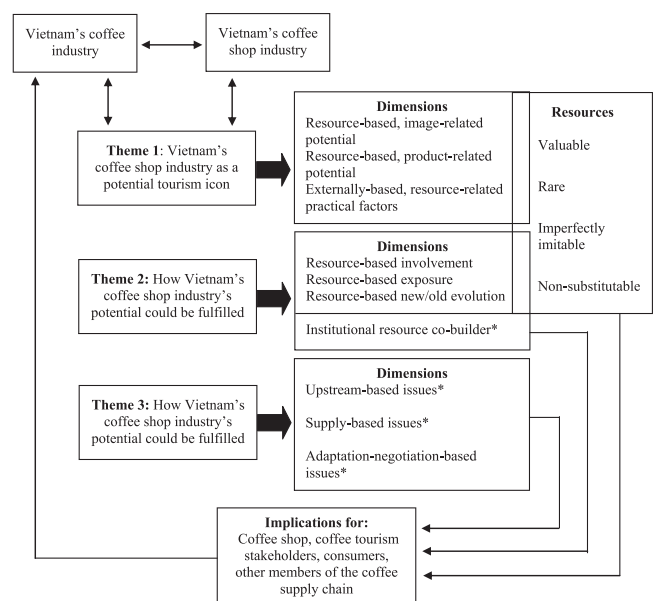 Vietnam's coffee
industry
Vietnam's coffee
shop industry
Theme 1: Vietnam's
coffee shop industry as a
potential tourism icon
Dimensions
Resource-based, image-related
potential
Resource-based, product-related
potential
Externally-based, resource-related
practical factors
Resources
Valuable
Rare
Imperfectly
imitable
Non-substitutable
Theme 2: How Vietnam's
coffee shop industry's
potential could be fulfilled
Dimensions
Resource-based involvement
Resource-based exposure
Resource-based new/old evolution
Institutional resource co-builder*
Theme 3: How Vietnam's
coffee shop industry's
potential could be fulfilled
Dimensions
Upstream-based issues*
Supply-based issues*
Adaptation-negotiation-based
issues*
Implications for:
Coffee shop, coffee tourism
stakeholders, consumers,
other members of the coffee
supply chain